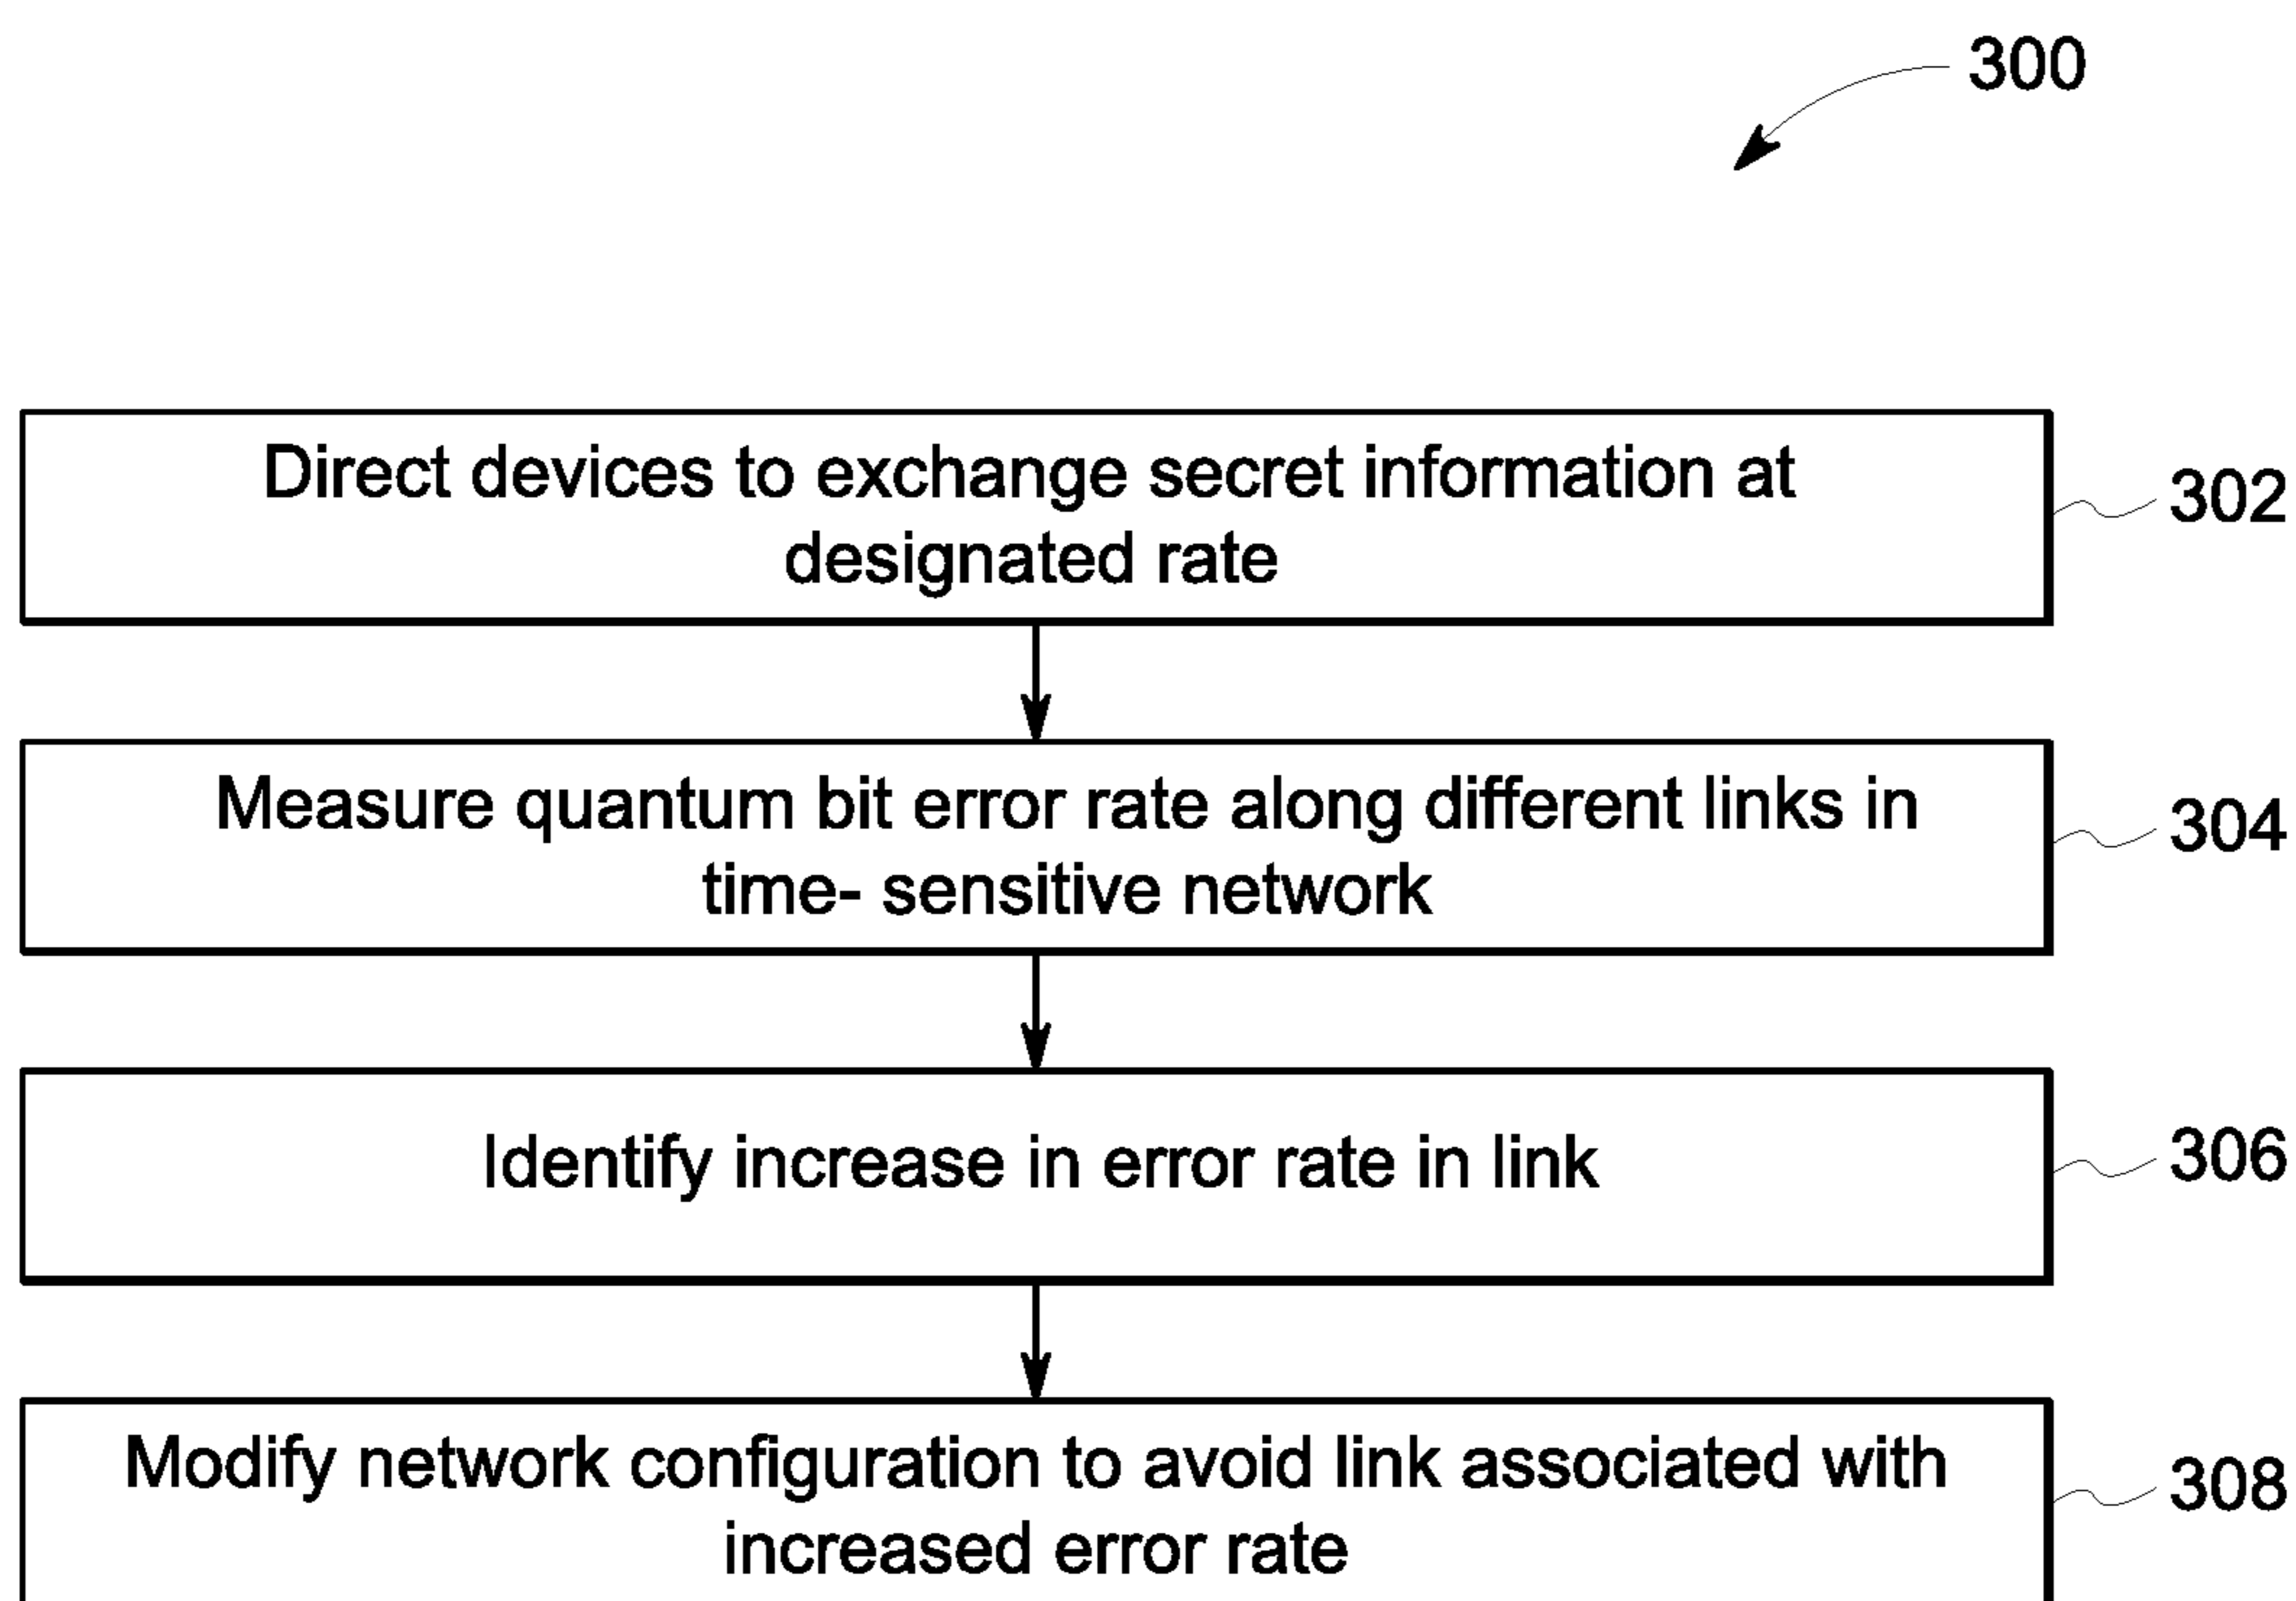 300
Direct devices to exchange secret information at
designated rate
302
Measure quantum bit error rate along different links in
time- sensitive network
304
Identify increase in error rate in link
306
Modify network configuration to avoid link associated with
increased error rate
308